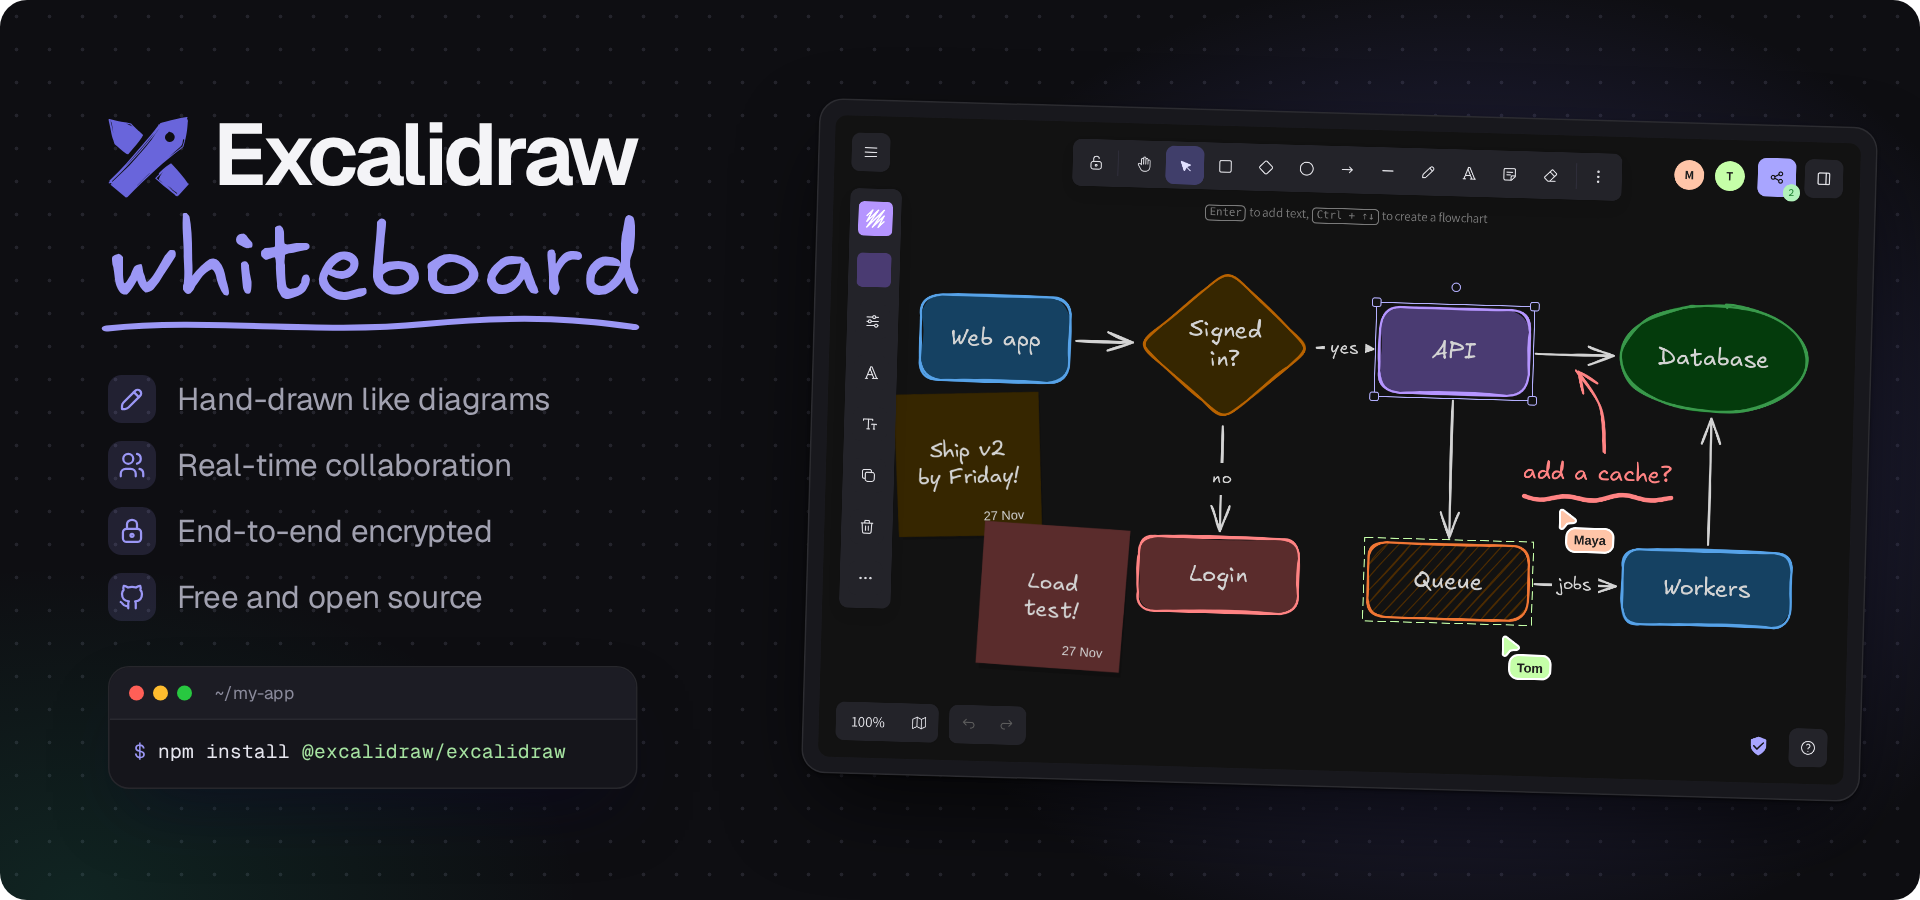 Excalidraw
whiteboard
Hand-drawn like diagrams
Real-time collaboration
End-to-end encrypted
Free and open source
~/my-app
$ npm install @excalidraw/excalidraw
M
T
2
Enter to add text, Ctrl + ↑↓ to create a flowchart
Web app
Signed
in?
yes
API
Database
Ship v2
by Friday!
27 Nov
no
add a cache?
Maya
Load
test!
27 Nov
Login
Queue
jobs
Workers
Tom
100%